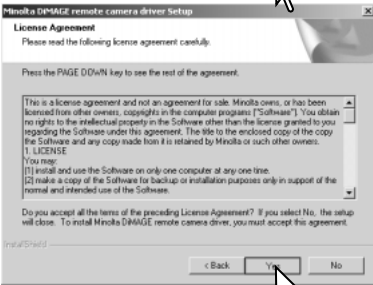 Minolta DiMAGE remote camera driver Setup
License Agreement
Please read the following license agreement carefully.
Press the PAGE DOWN key to see the rest of the agreement.
This is a license agreement and not an agreement for sale. Minolta owns, or has been
licensed from other owners, copyrights in the computer programs ["Software"]. You obtain
no rights to the intellectual property in the Software other than the license granted to you
regarding the Software under this agreement. The title to the enclosed copy of the copy
the Software and any copy made from it is retained by Minolta or such other owners.
1. LICENSE
You may:
[1] install and use the Software on only one computer at any one time.
[2] make a copy of the Software for backup or installation purposes only in support of the
normal and intended use of the Software.
Do you accept all the terms of the preceding License Agreement? If you select No, the setup
will close. To install Minolta DiMAGE remote camera driver, you must accept this agreement.
InstallShield
< Back Yes No